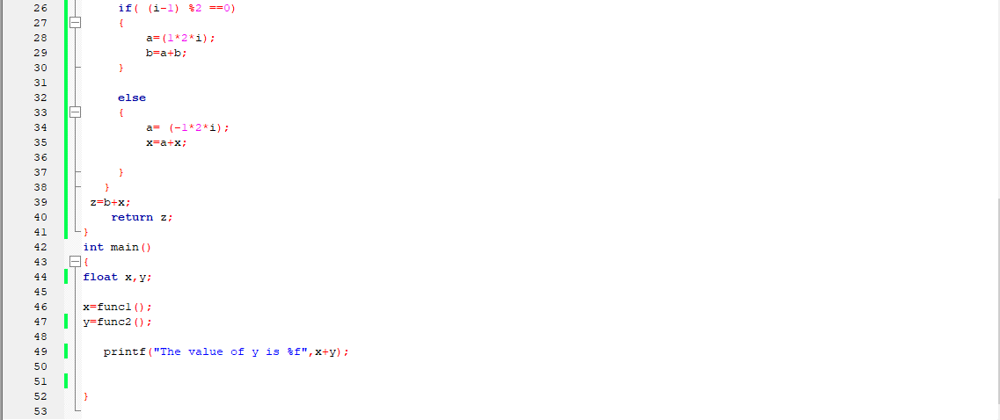 26 if( (i-1) %2 ==0)
27 {
28 a=(1*2*i);
29 b=a+b;
30 }
31
32 else
33 {
34 a= (-1*2*i);
35 x=a+x;
36
37 }
38 }
39 z=b+x;
40 return z;
41 }
42 int main()
43 {
44 float x,y;
45
46 x=func1();
47 y=func2();
48
49 printf("The value of y is %f",x+y);
50
51
52 }
53